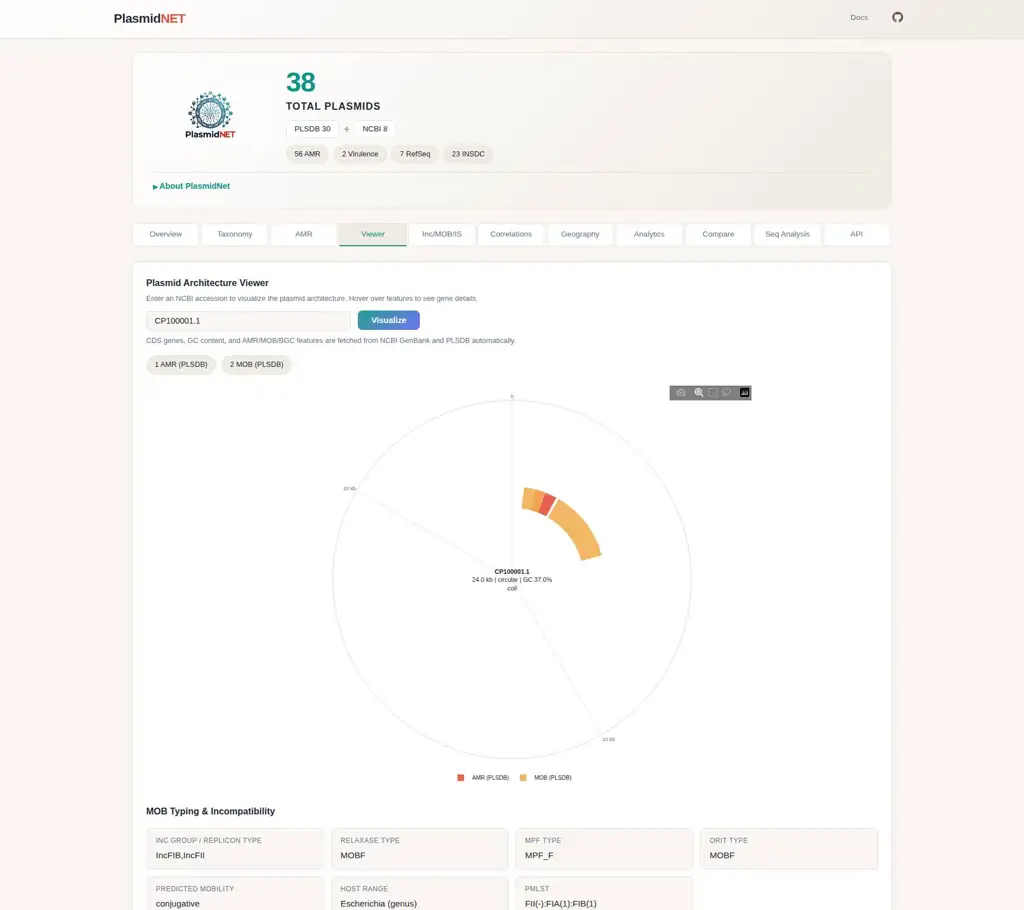 PlasmidNET
Docs
38
TOTAL PLASMIDS
PLSDB 30 + NCBI 8
56 AMR 2 Virulence 7 RefSeq 23 INSDC
PlasmidNET
▶ About PlasmidNet
Overview Taxonomy AMR Viewer Inc/MOB/IS Correlations Geography Analytics Compare Seq Analysis API
Plasmid Architecture Viewer
Enter an NCBI accession to visualize the plasmid architecture. Hover over features to see gene details.
CP100001.1 Visualize
CDS genes, GC content, and AMR/MOB/BGC features are fetched from NCBI GenBank and PLSDB automatically.
1 AMR (PLSDB) 2 MOB (PLSDB)
0
20 kb
CP100001.1
24.0 kb | circular | GC 37.0%
coli
10 kb
AMR (PLSDB) MOB (PLSDB)
MOB Typing & Incompatibility
INC GROUP / REPLICON TYPE
IncFIB,IncFII
RELAXASE TYPE
MOBF
MPF TYPE
MPF_F
ORIT TYPE
MOBF
PREDICTED MOBILITY
conjugative
HOST RANGE
Escherichia (genus)
PMLST
FII(-):FIA(1):FIB(1)